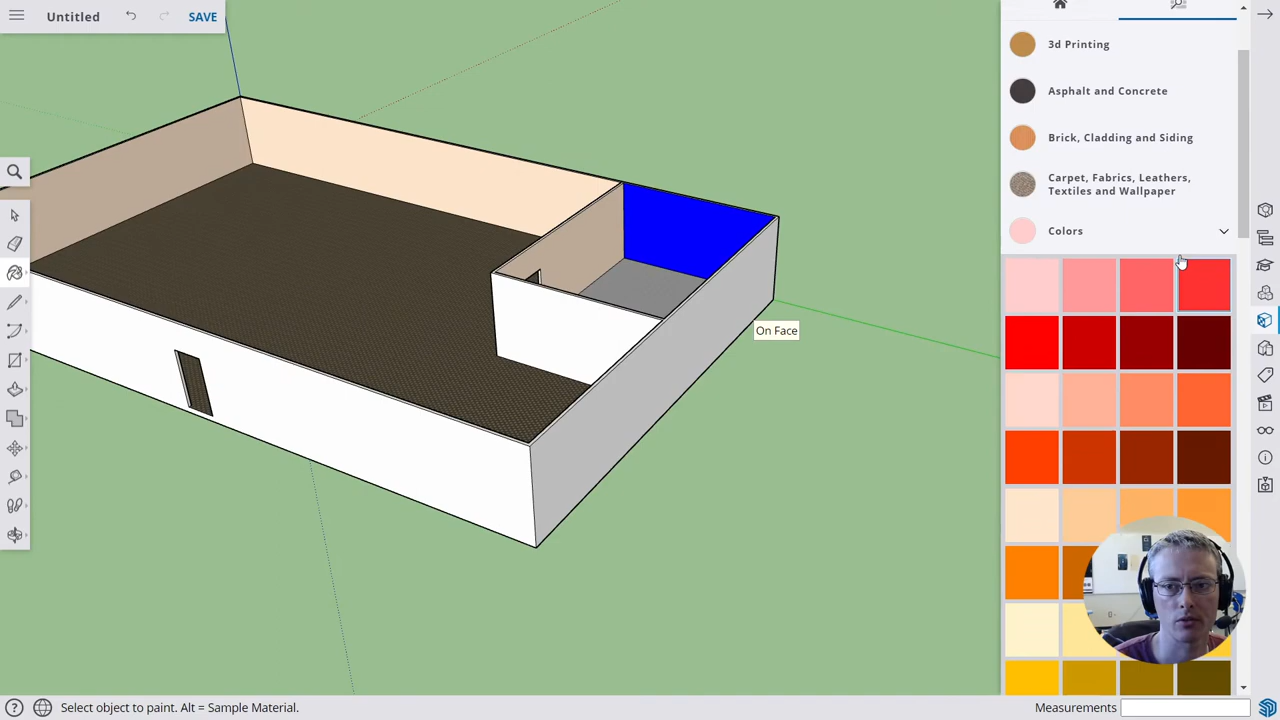 Untitled SAVE
3d Printing
Asphalt and Concrete
Brick, Cladding and Siding
Carpet, Fabrics, Leathers,
Textiles and Wallpaper
Colors
On Face
Select object to paint. Alt = Sample Material.
Measurements